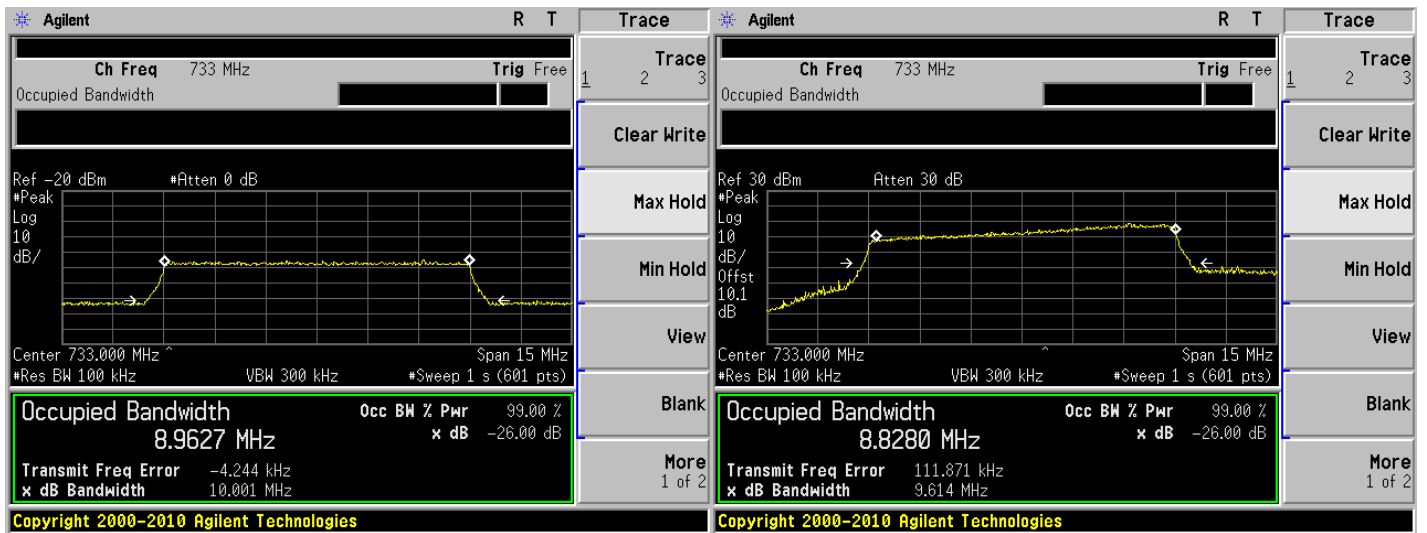 Agilent R T Trace
Ch Freq 733 MHz Trig Free
Occupied Bandwidth
Trace
1 2 3
Clear Write
Ref -20 dBm #Atten 0 dB
#Peak
Log
10
dB/
Max Hold
Min Hold
View
Center 733.000 MHz ^ Span 15 MHz
#Res BW 100 kHz VBW 300 kHz #Sweep 1 s (601 pts)
Occupied Bandwidth Occ BW % Pwr 99.00 %
8.9627 MHz x dB -26.00 dB
Transmit Freq Error -4.244 kHz
x dB Bandwidth 10.001 MHz
Blank
More
1 of 2
Copyright 2000-2010 Agilent Technologies
Agilent R T Trace
Ch Freq 733 MHz Trig Free
Occupied Bandwidth
Trace
1 2 3
Clear Write
Ref 30 dBm Atten 30 dB
#Peak
Log
10
dB/
Offst
10.1
dB
Max Hold
Min Hold
View
Center 733.000 MHz ^ Span 15 MHz
#Res BW 100 kHz VBW 300 kHz #Sweep 1 s (601 pts)
Occupied Bandwidth Occ BW % Pwr 99.00 %
8.8280 MHz x dB -26.00 dB
Transmit Freq Error 111.871 kHz
x dB Bandwidth 9.614 MHz
Blank
More
1 of 2
Copyright 2000-2010 Agilent Technologies